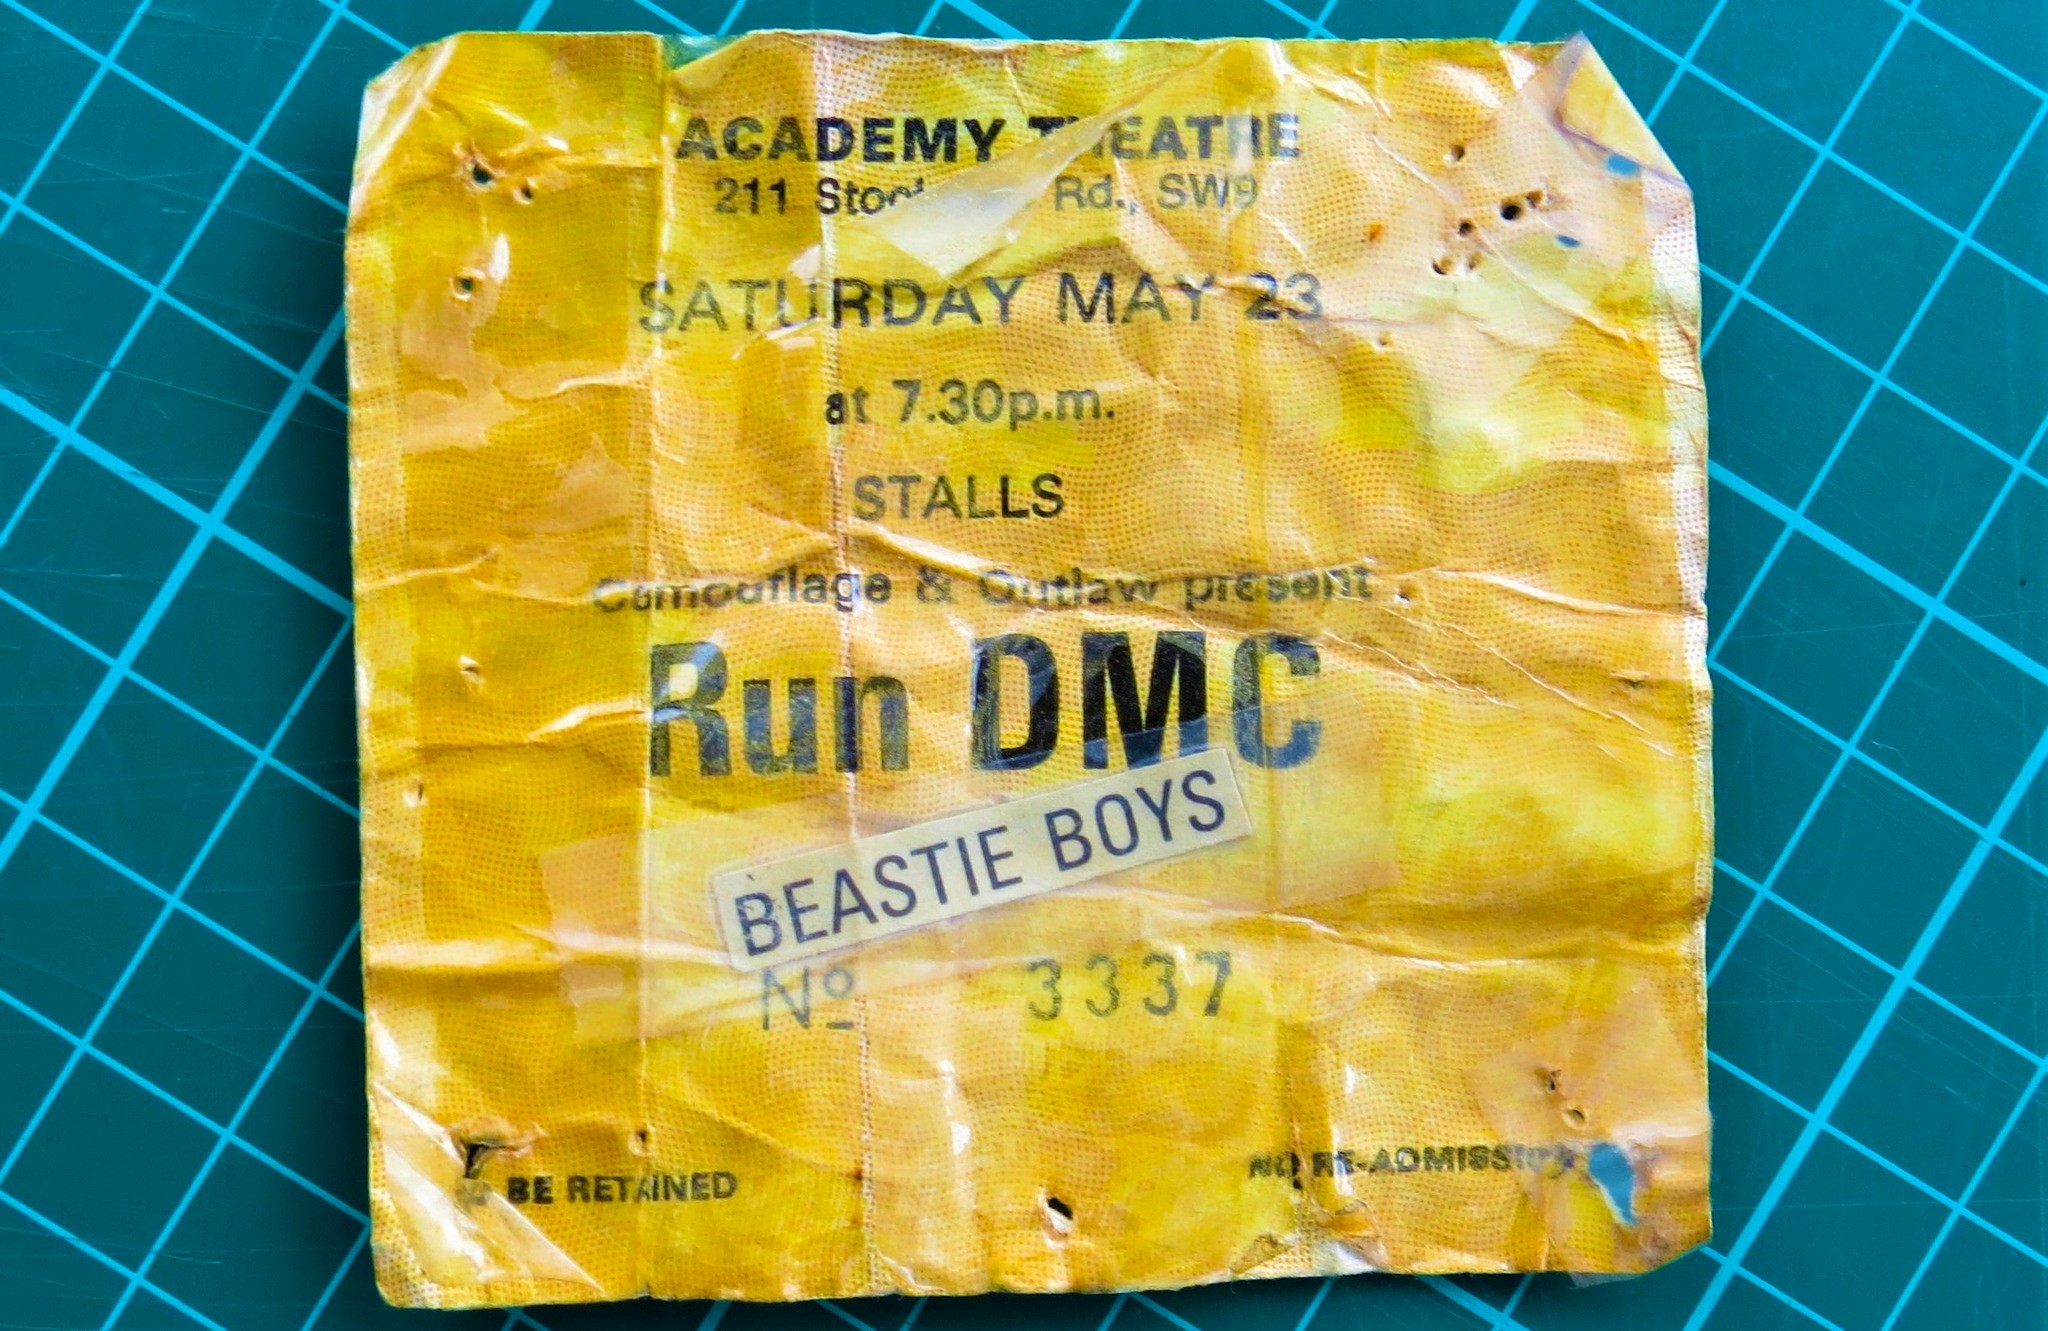 ACADEMY THEATRE
211 Rd., SW9
SATURDAY MAY 23
at 7.30p.m.
STALLS
Camouflage & Outlaw present
Run DMC
BEASTIE BOYS
Nº 3337
BE RETAINED
NO RE-ADMISSION